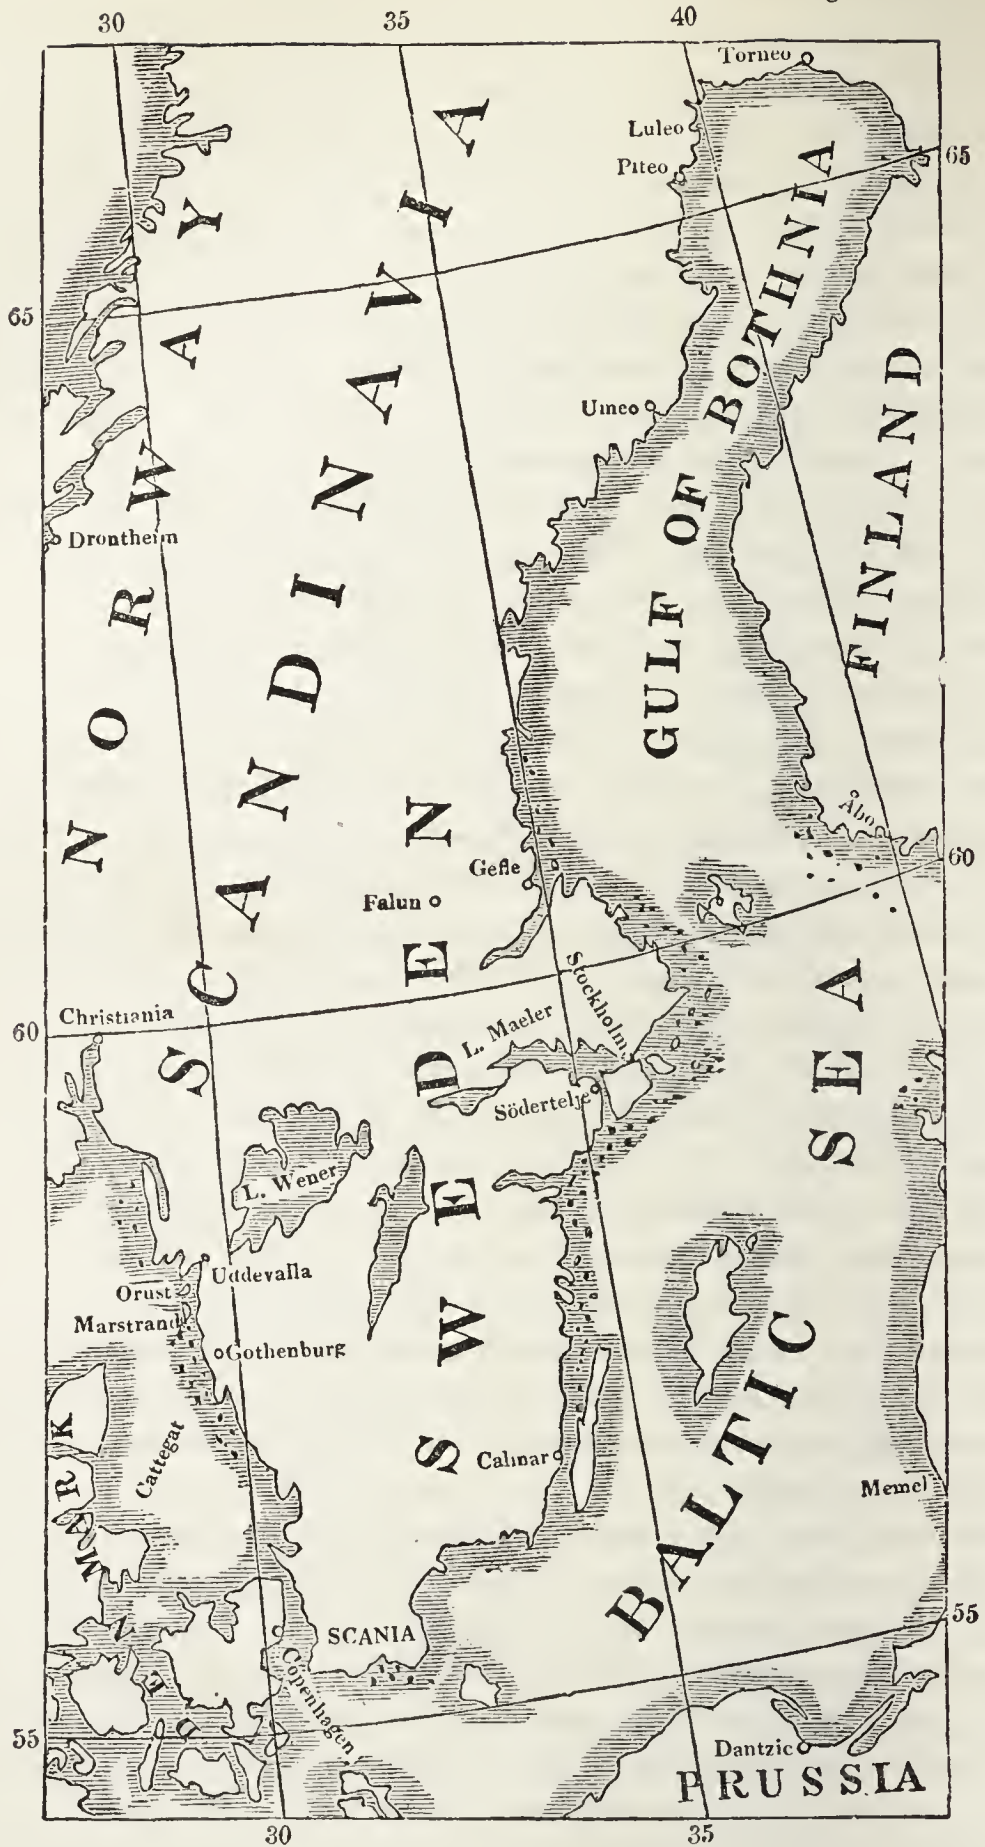 30 35 40
Torneo
Luleo
Piteo
65
65
Umeo
Drontheim
NORWAY
SCANDINAVIA
GULF OF BOTHNIA
FINLAND
Åbo
Gefle
Falun
60
60
Christiania
Stockholm
L. Maeler
Södertelje
SWEDEN
L. Wener
Uddevalla
Orust
Marstrand
Gothenburg
BALTIC SEA
Cattegat
Calmar
Memel
DENMARK
SCANIA
Copenhagen
55
55
Dantzic
PRUSSIA
30 35